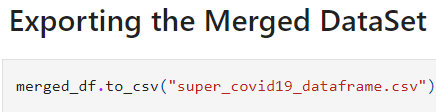 Exporting the Merged DataSet
merged_df.to_csv("super_covid19_dataframe.csv")